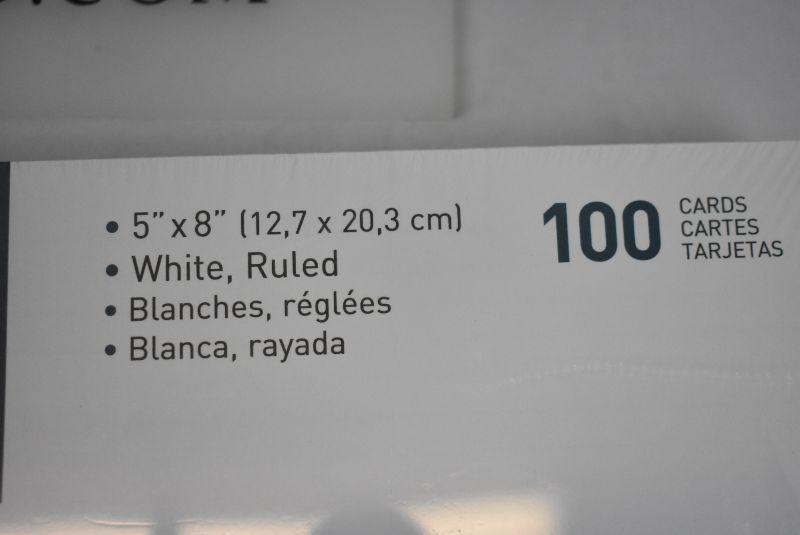 • 5” x 8” (12,7 x 20,3 cm)
• White, Ruled
• Blanches, réglées
• Blanca, rayada
100
CARDS
CARTES
TARJETAS